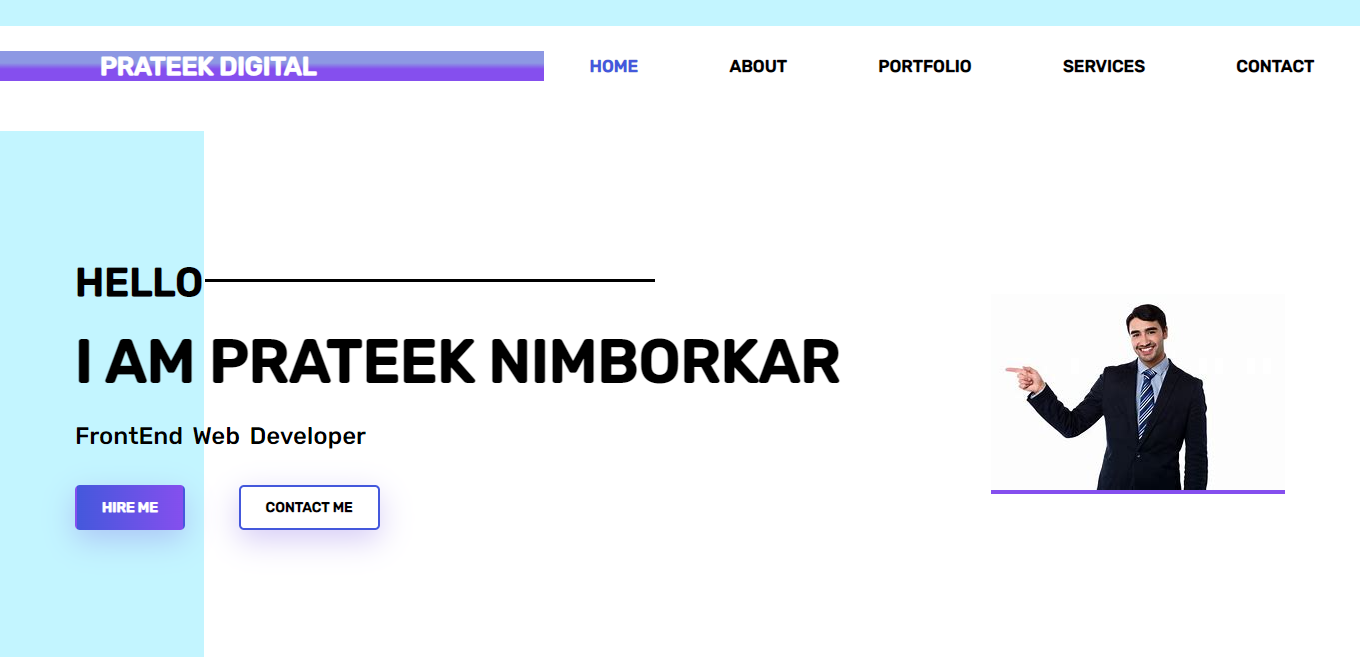 PRATEEK DIGITAL HOME ABOUT PORTFOLIO SERVICES CONTACT
HELLO
I AM PRATEEK NIMBORKAR
FrontEnd Web Developer
HIRE ME CONTACT ME